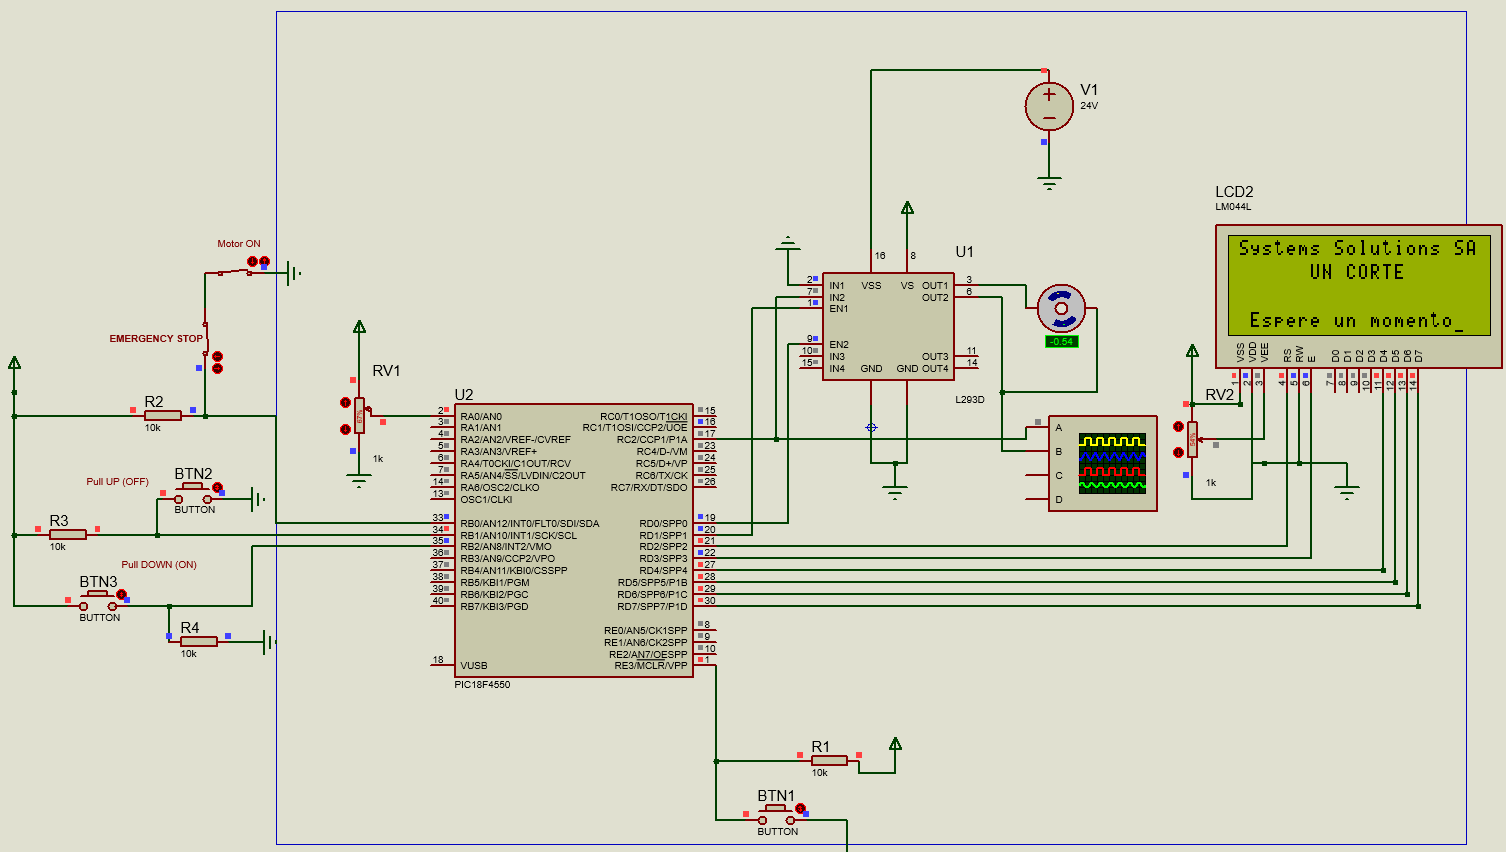 V1
24V
LCD2
LM044L
Systems Solutions SA
UN CORTE
Espere un momento_
VSS VDD VEE RS RW E D0 D1 D2 D3 D4 D5 D6 D7
1 2 3 4 5 6 7 8 9 10 11 12 13 14
RV2
1k
Motor ON
EMERGENCY STOP
RV1
67%
1k
R2
10k
Pull UP (OFF)
BTN2
BUTTON
R3
10k
Pull DOWN (ON)
BTN3
BUTTON
R4
10k
U1
16 8
2 IN1 VSS VS OUT1 3
7 IN2 OUT2 6
1 EN1
9 EN2
10 IN3 OUT3 11
15 IN4 GND GND OUT4 14
L293D
-0.54
A
B
C
D
U2
2 RA0/AN0 RC0/T1OSO/T1CKI 15
3 RA1/AN1 RC1/T1OSI/CCP2/UOE 16
4 RA2/AN2/VREF-/CVREF RC2/CCP1/P1A 17
5 RA3/AN3/VREF+ RC4/D-/VM 23
6 RA4/T0CKI/C1OUT/RCV RC5/D+/VP 24
7 RA5/AN4/SS/LVDIN/C2OUT RC6/TX/CK 25
14 RA6/OSC2/CLKO RC7/RX/DT/SDO 26
13 OSC1/CLKI
33 RB0/AN12/INT0/FLT0/SDI/SDA RD0/SPP0 19
34 RB1/AN10/INT1/SCK/SCL RD1/SPP1 20
35 RB2/AN8/INT2/VMO RD2/SPP2 21
36 RB3/AN9/CCP2/VPO RD3/SPP3 22
37 RB4/AN11/KBI0/CSSPP RD4/SPP4 27
38 RB5/KBI1/PGM RD5/SPP5/P1B 28
39 RB6/KBI2/PGC RD6/SPP6/P1C 29
40 RB7/KBI3/PGD RD7/SPP7/P1D 30
RE0/AN5/CK1SPP 8
RE1/AN6/CK2SPP 9
RE2/AN7/OESPP 10
18 VUSB RE3/MCLR/VPP 1
PIC18F4550
R1
10k
BTN1
BUTTON